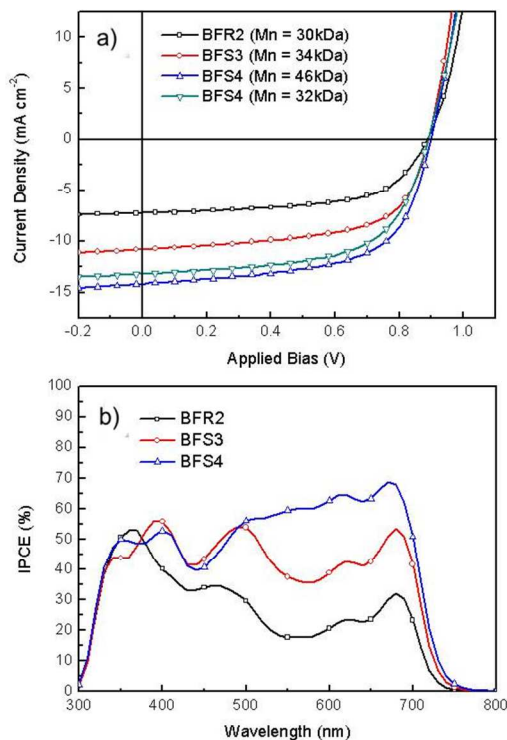 a)
BFR2 (Mn = 30kDa)
BFS3 (Mn = 34kDa)
BFS4 (Mn = 46kDa)
BFS4 (Mn = 32kDa)
Current Density (mA cm⁻²)
10
5
0
-5
-10
-15
-0.2 0.0 0.2 0.4 0.6 0.8 1.0
Applied Bias (V)
b)
BFR2
BFS3
BFS4
IPCE (%)
100
90
80
70
60
50
40
30
20
10
0
300 400 500 600 700 800
Wavelength (nm)